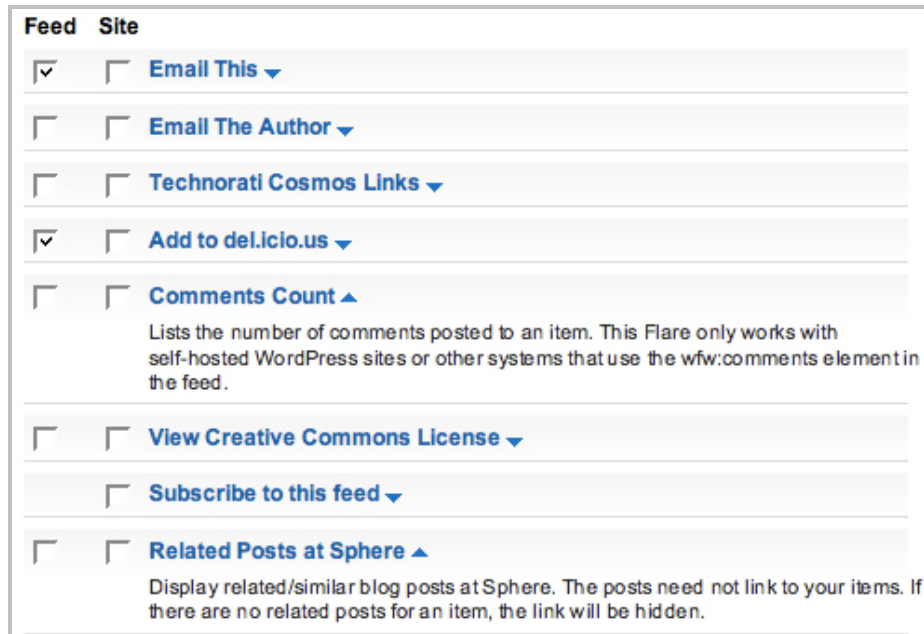 Feed Site
Email This
Email The Author
Technorati Cosmos Links
Add to del.icio.us
Comments Count
Lists the number of comments posted to an item. This Flare only works with
self-hosted WordPress sites or other systems that use the wfw:comments element in
the feed.
View Creative Commons License
Subscribe to this feed
Related Posts at Sphere
Display related/similar blog posts at Sphere. The posts need not link to your items. If
there are no related posts for an item, the link will be hidden.